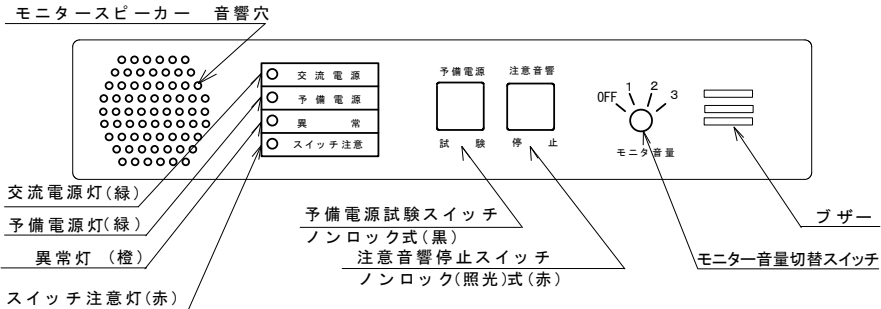 モニタースピーカー 音響穴
交流電源
予備電源
異常
スイッチ注意
予備電源
試験
注意音響
停止
OFF 1 2 3
モニタ音量
交流電源灯(緑)
予備電源灯(緑)
異常灯 (橙)
スイッチ注意灯(赤)
予備電源試験スイッチ
ノンロック式(黒)
注意音響停止スイッチ
ノンロック(照光)式(赤)
ブザー
モニター音量切替スイッチ